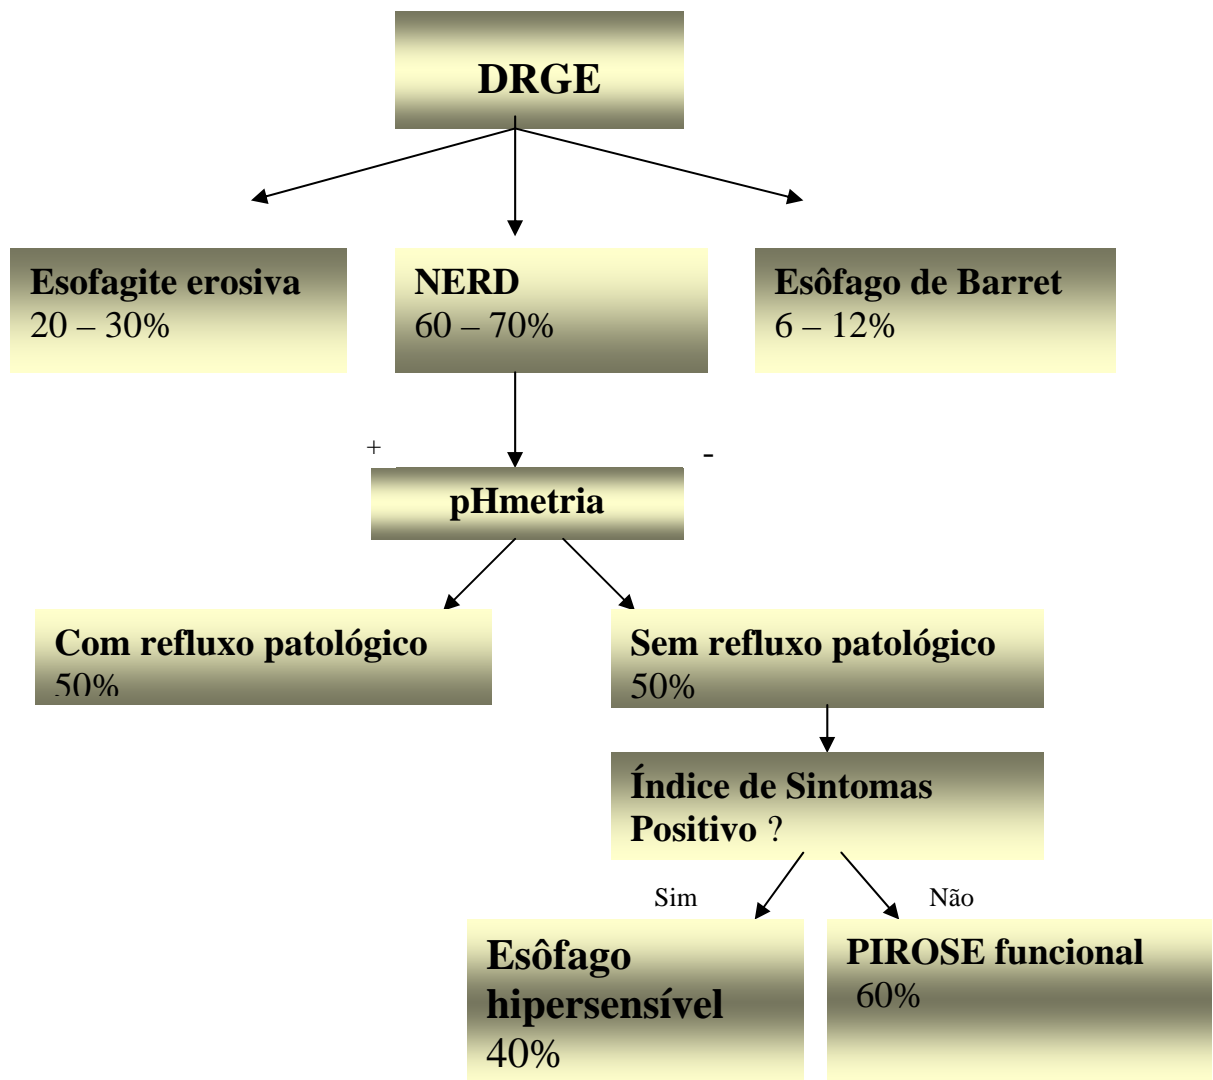 DRGE
Esofagite erosiva
20 – 30%
NERD
60 – 70%
Esôfago de Barret
6 – 12%
+
-
pHmetria
Com refluxo patológico
50%
Sem refluxo patológico
50%
Índice de Sintomas
Positivo ?
Sim
Não
Esôfago
hipersensível
40%
PIROSE funcional
60%